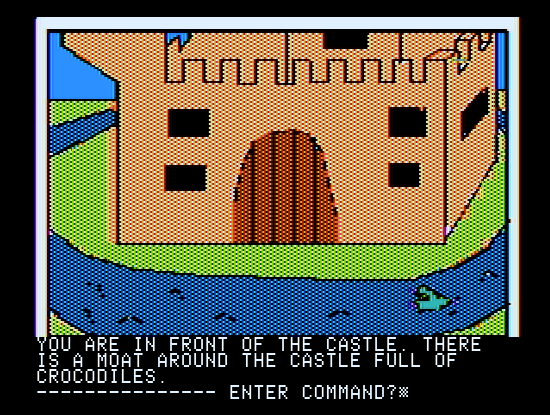 YOU ARE IN FRONT OF THE CASTLE. THERE
IS A MOAT AROUND THE CASTLE FULL OF
CROCODILES.
--------------- ENTER COMMAND?